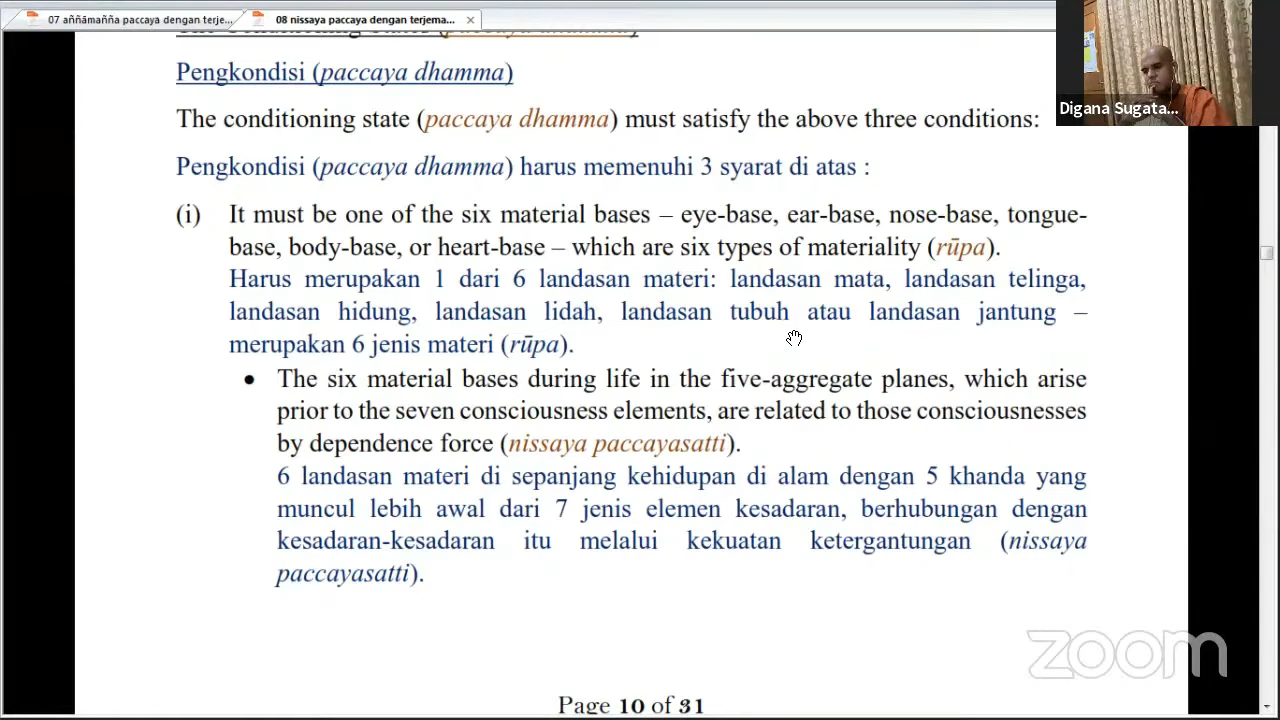 07 aññámañña paccaya dengan terje...
08 nissaya paccaya dengan terjema...
Digana Sugata...
Pengkondisi (paccaya dhamma)
The conditioning state (paccaya dhamma) must satisfy the above three conditions:
Pengkondisi (paccaya dhamma) harus memenuhi 3 syarat di atas :
(i) It must be one of the six material bases – eye-base, ear-base, nose-base, tongue-
base, body-base, or heart-base – which are six types of materiality (rūpa).
Harus merupakan 1 dari 6 landasan materi: landasan mata, landasan telinga,
landasan hidung, landasan lidah, landasan tubuh atau landasan jantung –
merupakan 6 jenis materi (rūpa).
• The six material bases during life in the five-aggregate planes, which arise
prior to the seven consciousness elements, are related to those consciousnesses
by dependence force (nissaya paccayasatti).
6 landasan materi di sepanjang kehidupan di alam dengan 5 khanda yang
muncul lebih awal dari 7 jenis elemen kesadaran, berhubungan dengan
kesadaran-kesadaran itu melalui kekuatan ketergantungan (nissaya
paccayasatti).
zoom
Page 10 of 31